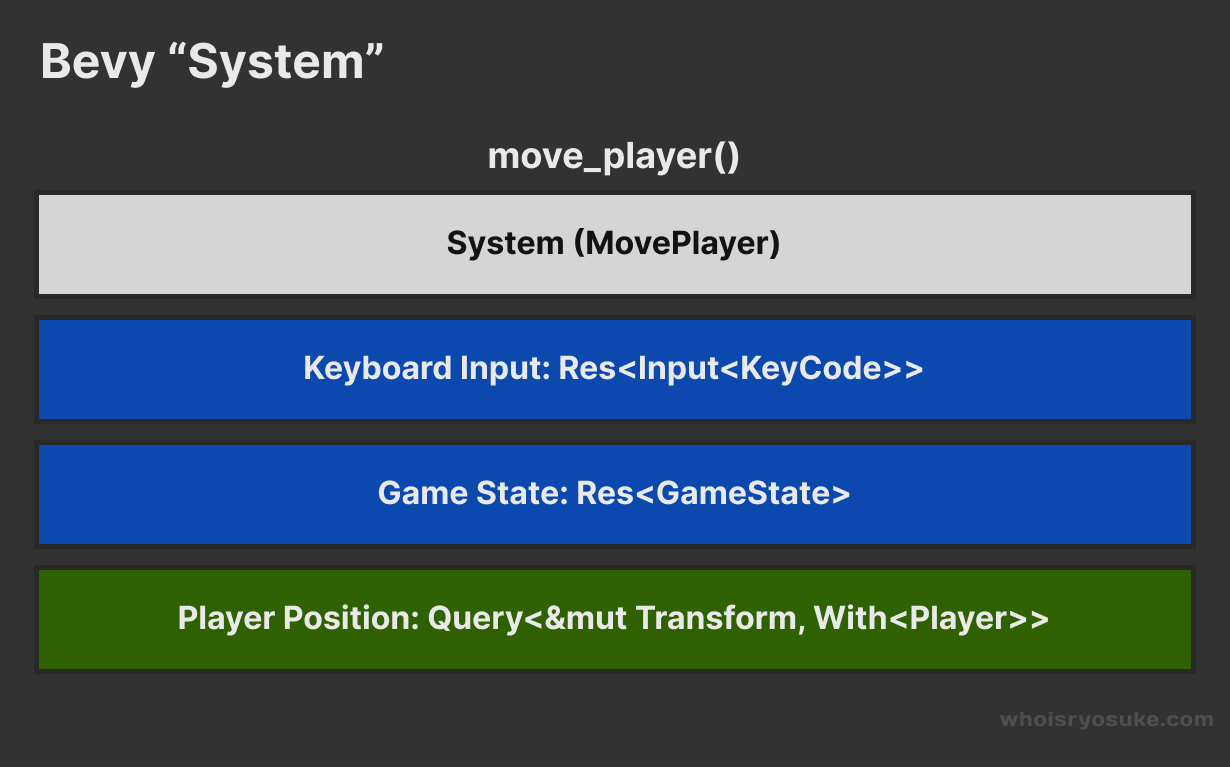 Bevy “System”
move_player()
System (MovePlayer)
Keyboard Input: Res<Input<KeyCode>>
Game State: Res<GameState>
Player Position: Query<&mut Transform, With<Player>>
whoisryosuke.com